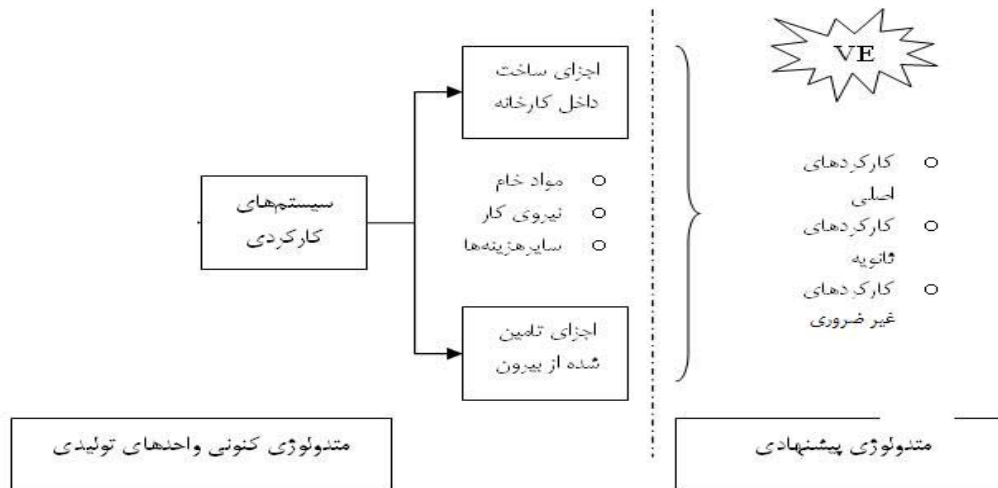 اجزای ساخت
داخل کارخانه
VE
مواد خام
نیروی کار
سایرهزینه‌ها
سیستم‌های
کارکردی
کارکردهای
اصلی
کارکردهای
ثانویه
کارکردهای
غیر ضروری
اجزای تامین
شده از بیرون
متدولوژی کنونی واحدهای تولیدی
متدولوژی پیشنهادی